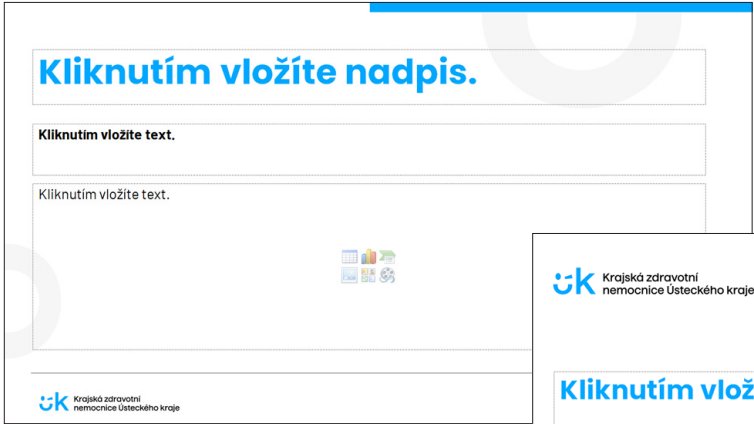 Kliknutím vložíte nadpis.
Kliknutím vložíte text.
Kliknutím vložíte text.
Krajská zdravotní
nemocnice Ústeckého kraje
Krajská zdravotní
nemocnice Ústeckého kraje
Kliknutím vlož